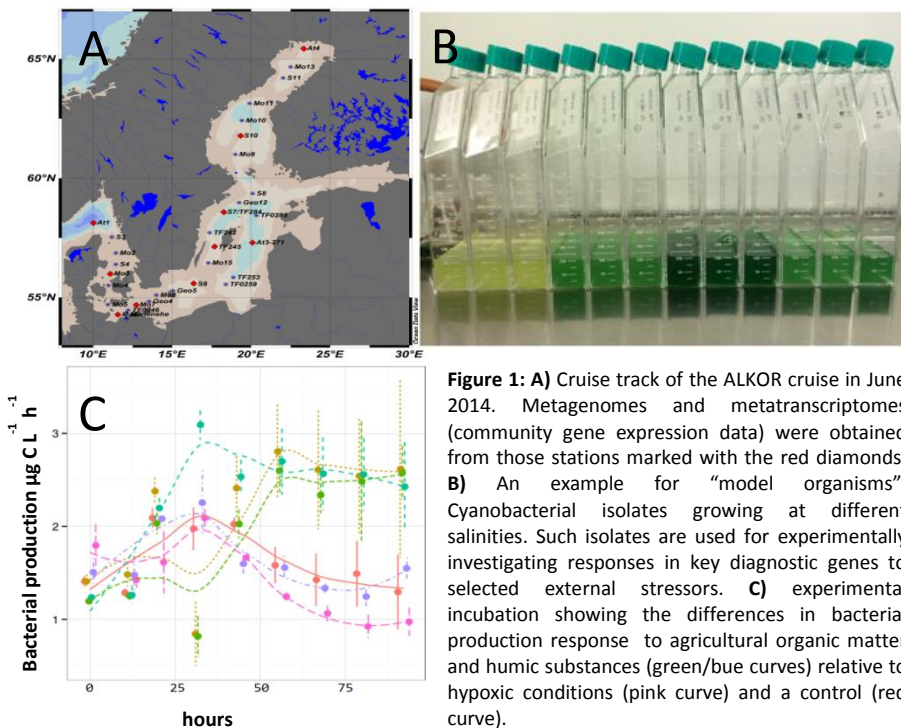 A
65°N
60°N
55°N
10°E
15°E
20°E
25°E
30°E
Ocean Data View
At4
Mo13
S11
Mo11
Mo10
S10
Mo9
S8
Geo12
S7/TF284
TF0286
TF242
At3-271
TF245
Mo15
TF253
TF0259
S6
Geo5
Geo4
At1
S3
Mo2
S4
Mo3
Mo4
Mo5
B
C
Bacterial production µg C L⁻¹ h⁻¹
3
2
1
0
25
50
75
hours
Figure 1: A) Cruise track of the ALKOR cruise in June
2014. Metagenomes and metatranscriptomes
(community gene expression data) were obtained
from those stations marked with the red diamonds
B) An example for “model organisms”
Cyanobacterial isolates growing at different
salinities. Such isolates are used for experimentally
investigating responses in key diagnostic genes to
selected external stressors. C) experimenta
incubation showing the differences in bacteria
production response to agricultural organic matte
and humic substances (green/bue curves) relative to
hypoxic conditions (pink curve) and a control (red
curve).